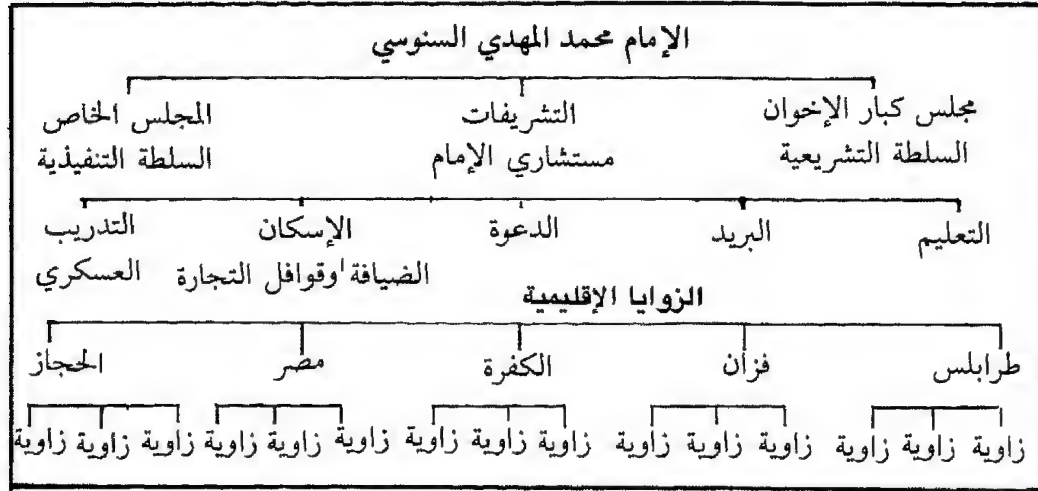 الإمام محمد المهدي السنوسي
مجلس كبار الإخوان التشريفات المجلس الخاص
السلطة التشريعية مستشاري الإمام السلطة التنفيذية
التعليم البريد الدعوة الإسكان التدريب
الضيافة وقوافل التجارة العسكري
الزوايا الإقليمية
طرابلس فزان الكفرة مصر الحجاز
زاوية زاوية زاوية زاوية زاوية زاوية زاوية زاوية زاوية زاوية زاوية زاوية زاوية زاوية زاوية